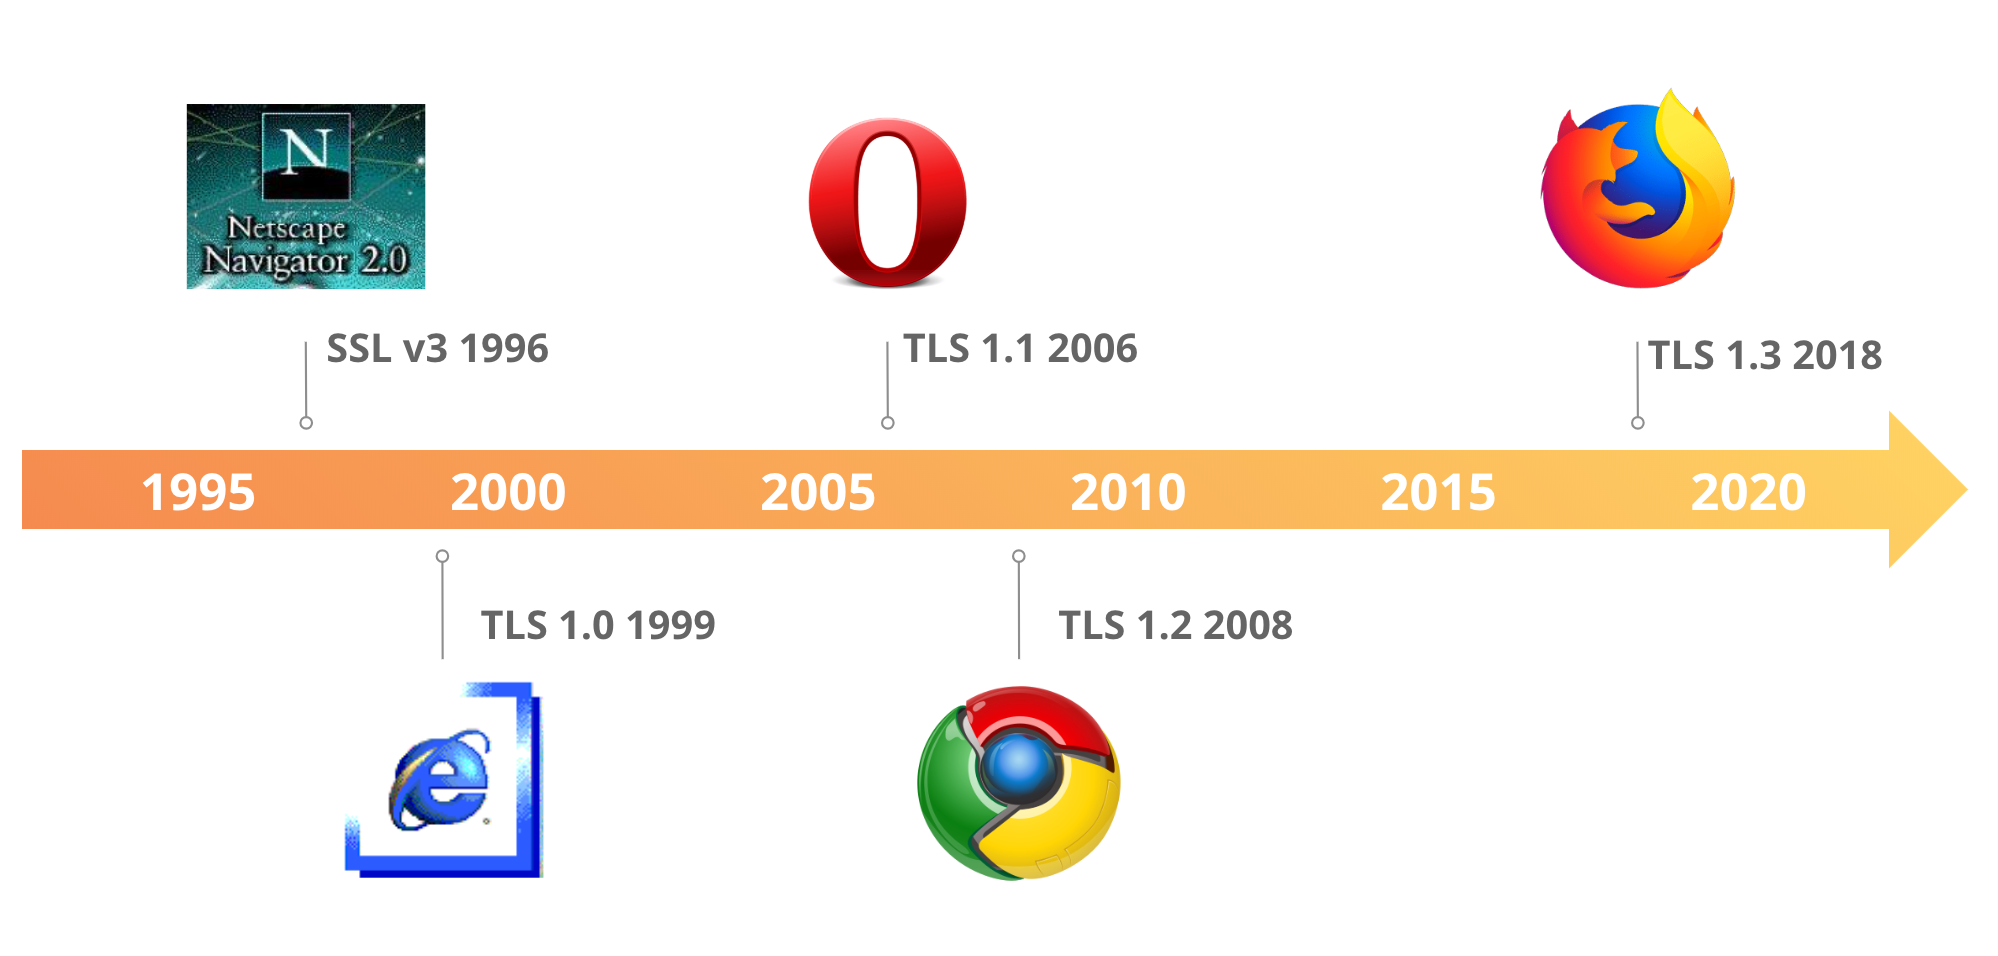 N
Netscape
Navigator 2.0
SSL v3 1996
TLS 1.1 2006
TLS 1.3 2018
1995 2000 2005 2010 2015 2020
TLS 1.0 1999
TLS 1.2 2008